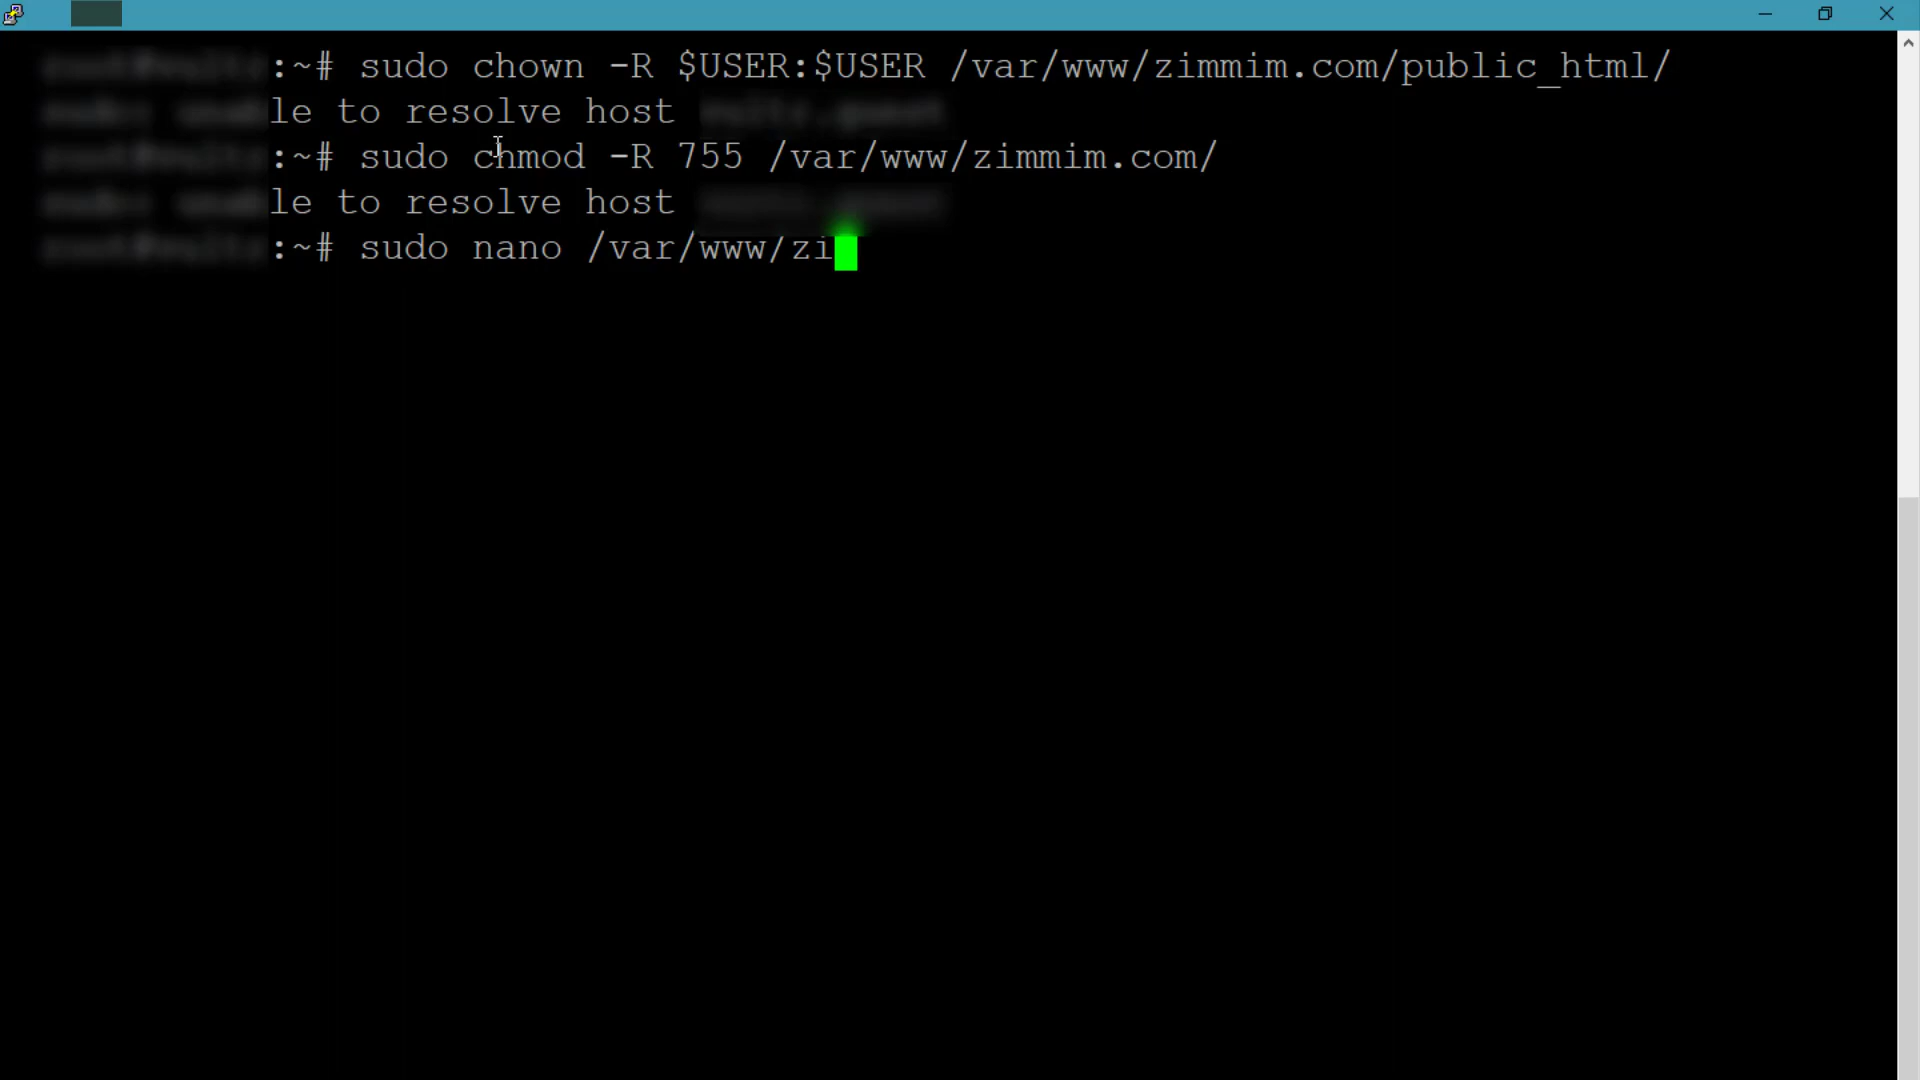 :~# sudo chown -R $USER:$USER /var/www/zimmim.com/public_html/
le to resolve host
:~# sudo chmod -R 755 /var/www/zimmim.com/
le to resolve host
:~# sudo nano /var/www/zi